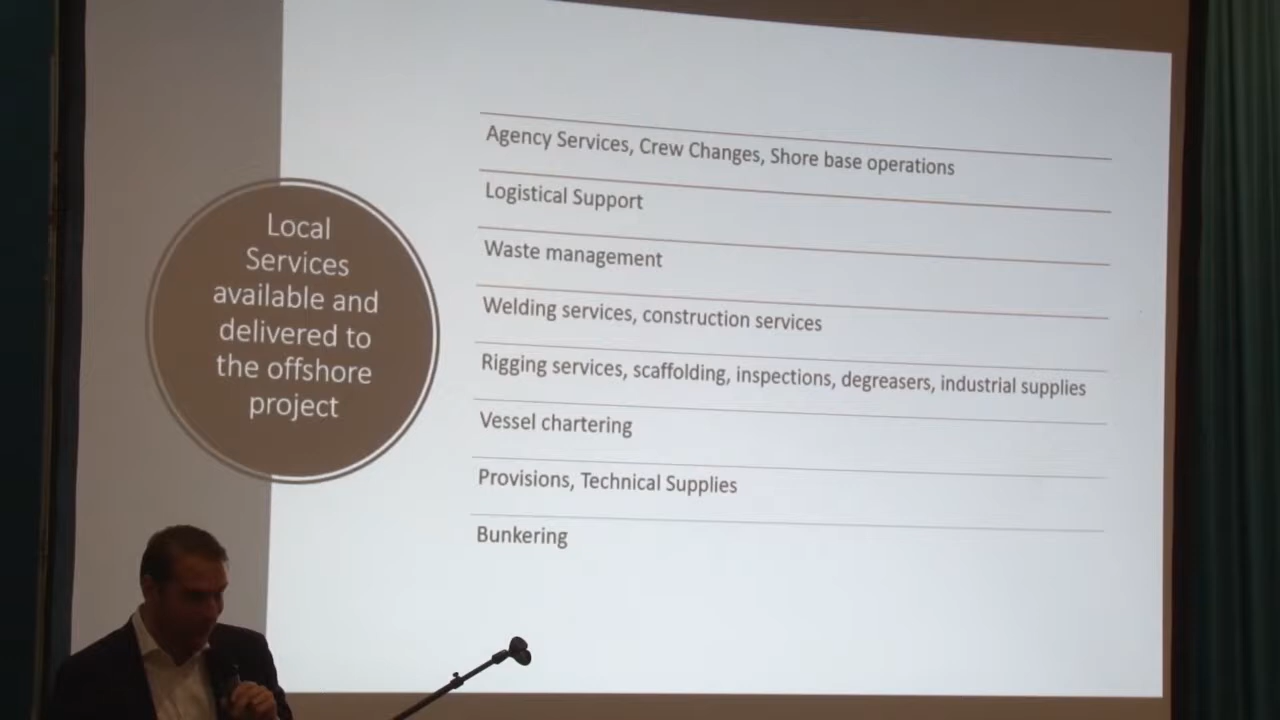 Local
Services
available and
delivered to
the offshore
project
Agency Services, Crew Changes, Shore base operations
Logistical Support
Waste management
Welding services, construction services
Rigging services, scaffolding, inspections, degreasers, industrial supplies
Vessel chartering
Provisions, Technical Supplies
Bunkering